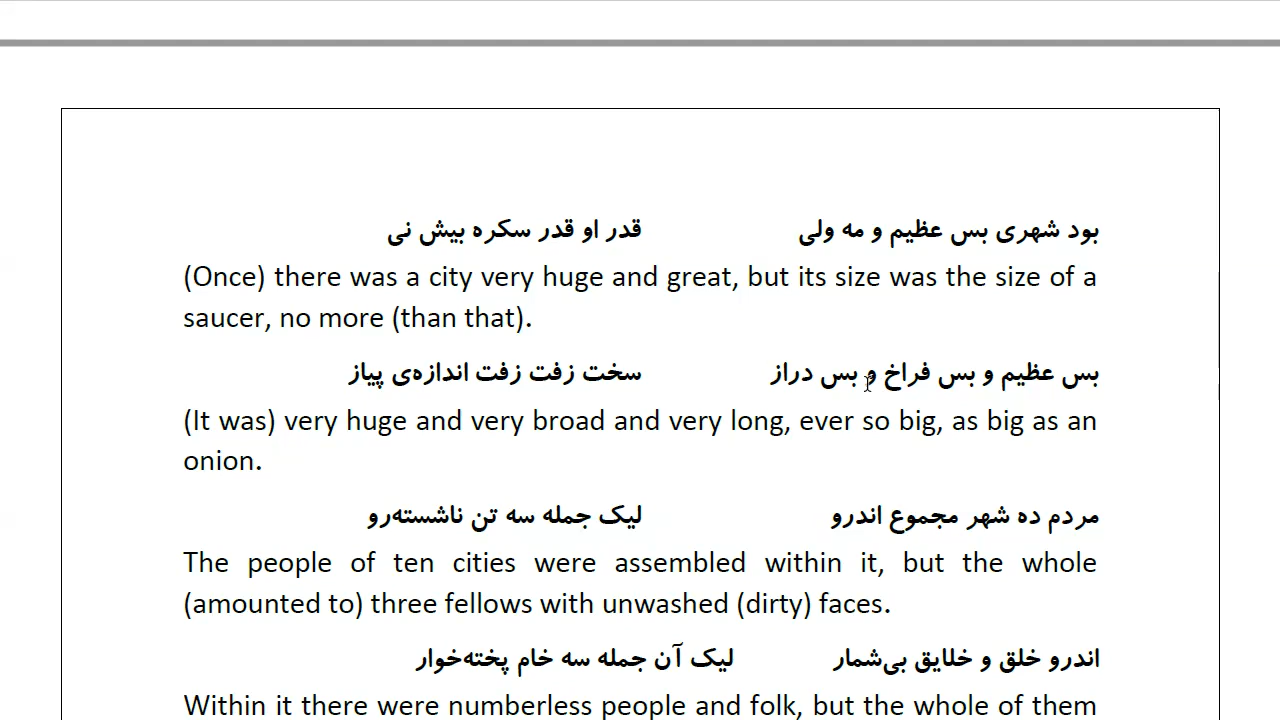 بود شهری بس عظیم و مه ولی قدر او قدر سکره بیش نی
(Once) there was a city very huge and great, but its size was the size of a
saucer, no more (than that).
بس عظیم و بس فراخ و بس دراز سخت زفت زفت اندازه‌ی پیاز
(It was) very huge and very broad and very long, ever so big, as big as an
onion.
مردم ده شهر مجموع اندرو لیک جمله سه تن ناشسته‌رو
The people of ten cities were assembled within it, but the whole
(amounted to) three fellows with unwashed (dirty) faces.
اندرو خلق و خلایق بی‌شمار لیک آن جمله سه خام پخته‌خوار
Within it there were numberless people and folk, but the whole of them